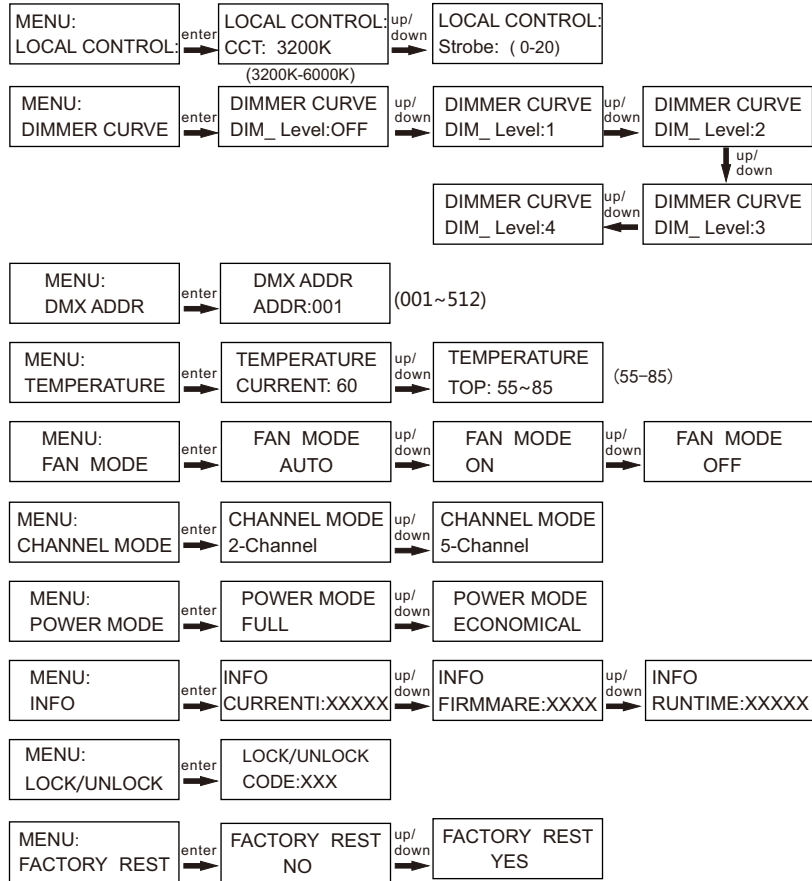 MENU:
LOCAL CONTROL:
enter
LOCAL CONTROL:
CCT: 3200K
(3200K-6000K)
up/
down
LOCAL CONTROL:
Strobe: ( 0-20)
MENU:
DIMMER CURVE
enter
DIMMER CURVE
DIM_ Level:OFF
up/
down
DIMMER CURVE
DIM_ Level:1
up/
down
DIMMER CURVE
DIM_ Level:2
up/
down
DIMMER CURVE
DIM_ Level:3
up/
down
DIMMER CURVE
DIM_ Level:4
MENU:
DMX ADDR
enter
DMX ADDR
ADDR:001
(001~512)
MENU:
TEMPERATURE
enter
TEMPERATURE
CURRENT: 60
up/
down
TEMPERATURE
TOP: 55~85
(55-85)
MENU:
FAN MODE
enter
FAN MODE
AUTO
up/
down
FAN MODE
ON
up/
down
FAN MODE
OFF
MENU:
CHANNEL MODE
enter
CHANNEL MODE
2-Channel
up/
down
CHANNEL MODE
5-Channel
MENU:
POWER MODE
enter
POWER MODE
FULL
up/
down
POWER MODE
ECONOMICAL
MENU:
INFO
enter
INFO
CURRENTI:XXXXX
up/
down
INFO
FIRMMARE:XXXX
up/
down
INFO
RUNTIME:XXXXX
MENU:
LOCK/UNLOCK
enter
LOCK/UNLOCK
CODE:XXX
MENU:
FACTORY REST
enter
FACTORY REST
NO
up/
down
FACTORY REST
YES